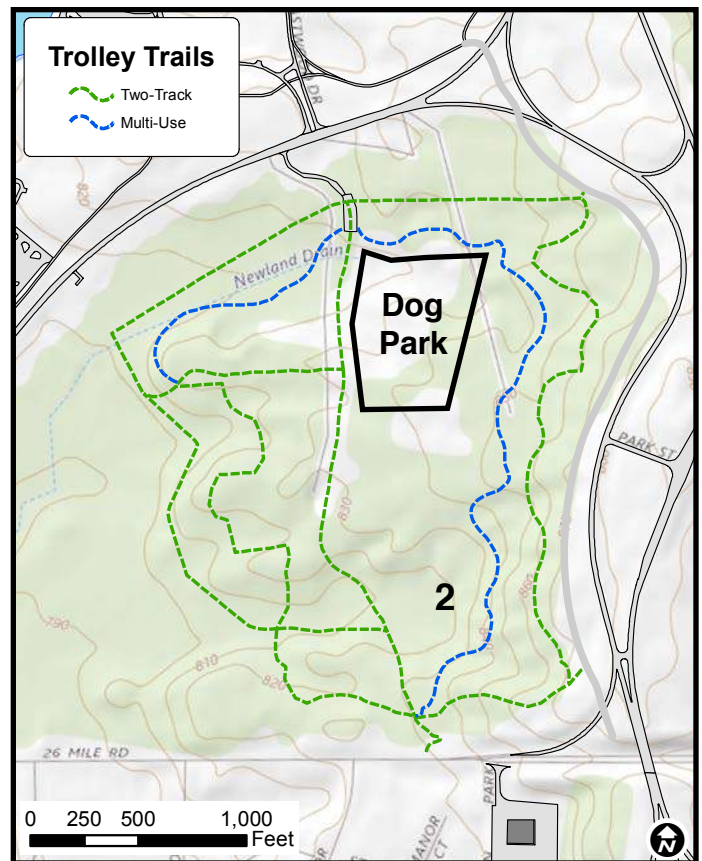 Trolley Trails
Two-Track
Multi-Use
820
Newland Drain
Dog
Park
PARK ST
830
2
860
790
810
820
26 MILE RD
PARK
MANOR
CT
0 250 500 1,000
Feet
N